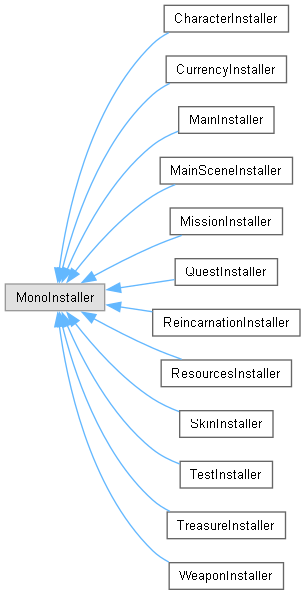 CharacterInstaller
CurrencyInstaller
MainInstaller
MainSceneInstaller
MissionInstaller
QuestInstaller
MonoInstaller
ReincarnationInstaller
ResourcesInstaller
SkinInstaller
TestInstaller
TreasureInstaller
WeaponInstaller